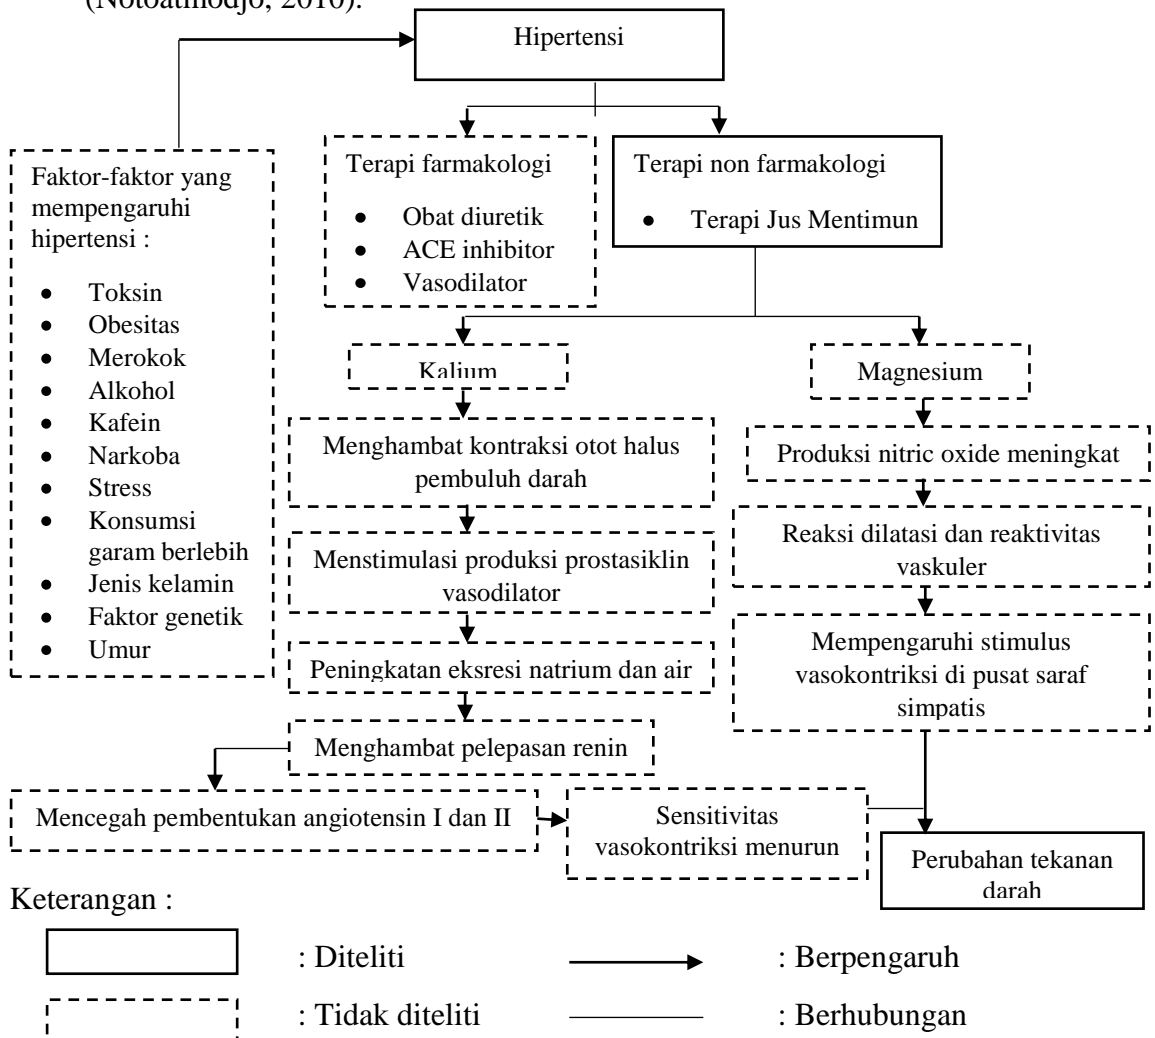 (Notoatmodjo, 2010).
Hipertensi
Faktor-faktor yang
mempengaruhi
hipertensi :
● Toksin
● Obesitas
● Merokok
● Alkohol
● Kafein
● Narkoba
● Stress
● Konsumsi
garam berlebih
● Jenis kelamin
● Faktor genetik
● Umur
Terapi farmakologi
● Obat diuretik
● ACE inhibitor
● Vasodilator
Terapi non farmakologi
● Terapi Jus Mentimun
Kalium
Menghambat kontraksi otot halus
pembuluh darah
Menstimulasi produksi prostasiklin
vasodilator
Peningkatan eksresi natrium dan air
Menghambat pelepasan renin
Mencegah pembentukan angiotensin I dan II
Sensitivitas
vasokontriksi menurun
Magnesium
Produksi nitric oxide meningkat
Reaksi dilatasi dan reaktivitas
vaskuler
Mempengaruhi stimulus
vasokontriksi di pusat saraf
simpatis
Perubahan tekanan
darah
Keterangan :
: Diteliti
: Berpengaruh
: Tidak diteliti
: Berhubungan